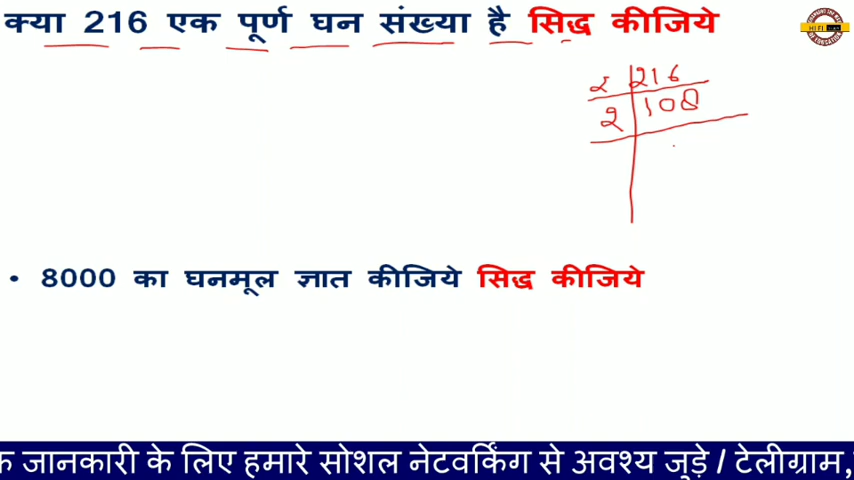 क्या 216 एक पूर्ण घन संख्या है सिद्ध कीजिये
2 216
2 108
• 8000 का घनमूल ज्ञात कीजिये सिद्ध कीजिये
जानकारी के लिए हमारे सोशल नेटवर्किंग से अवश्य जुड़े / टेलीग्राम,